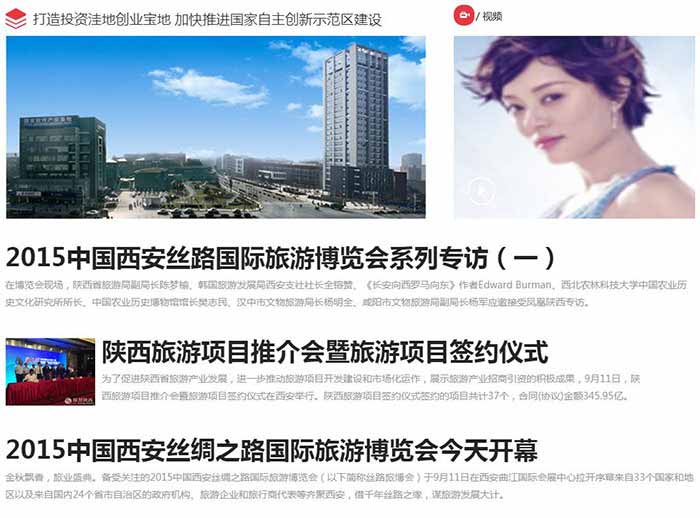 打造投资洼地创业宝地 加快推进国家自主创新示范区建设
/ 视频
2015中国西安丝路国际旅游博览会系列专访（一）
在博览会现场，陕西省旅游局副局长陈梦榆、韩国旅游发展局西安支社社长全镕赞、《长安向西罗马向东》作者Edward Burman、西北农林科技大学中国农业历
史文化研究所所长、中国农业历史博物馆馆长樊志民、汉中市文物旅游局局长杨明全、咸阳市文物旅游局副局长杨军应邀接受凤凰陕西专访。
陕西旅游项目推介会暨旅游项目签约仪式
为了促进陕西省旅游产业发展，进一步推动旅游项目开发建设和市场化运作，展示旅游产业招商引资的积极成果，9月11日，陕
西旅游项目推介会暨旅游项目签约仪式在西安举行。陕西旅游项目签约仪式签约的项目共计37个，合同(协议)金额345.95亿。
2015中国西安丝绸之路国际旅游博览会今天开幕
金秋飘香，旅业盛典。备受关注的2015中国西安丝绸之路国际旅游博览会（以下简称丝路旅博会）于9月11日在西安曲江国际会展中心拉开序幕来自33个国家和地
区以及来自国内24个省市自治区的政府机构、旅游企业和旅行商代表等齐聚西安，借千年丝路之缘，谋旅游发展大计。